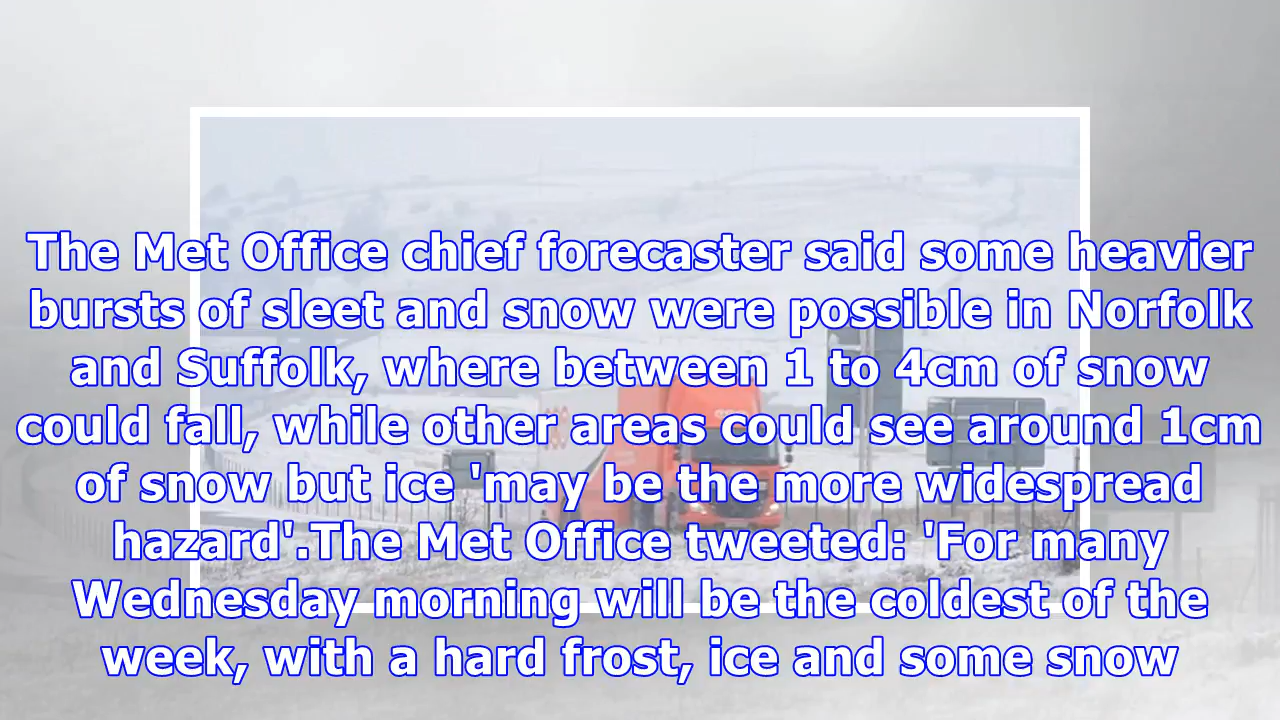 The Met Office chief forecaster said some heavier
bursts of sleet and snow were possible in Norfolk
and Suffolk, where between 1 to 4cm of snow
could fall, while other areas could see around 1cm
of snow but ice 'may be the more widespread
hazard'.The Met Office tweeted: 'For many
Wednesday morning will be the coldest of the
week, with a hard frost, ice and some snow